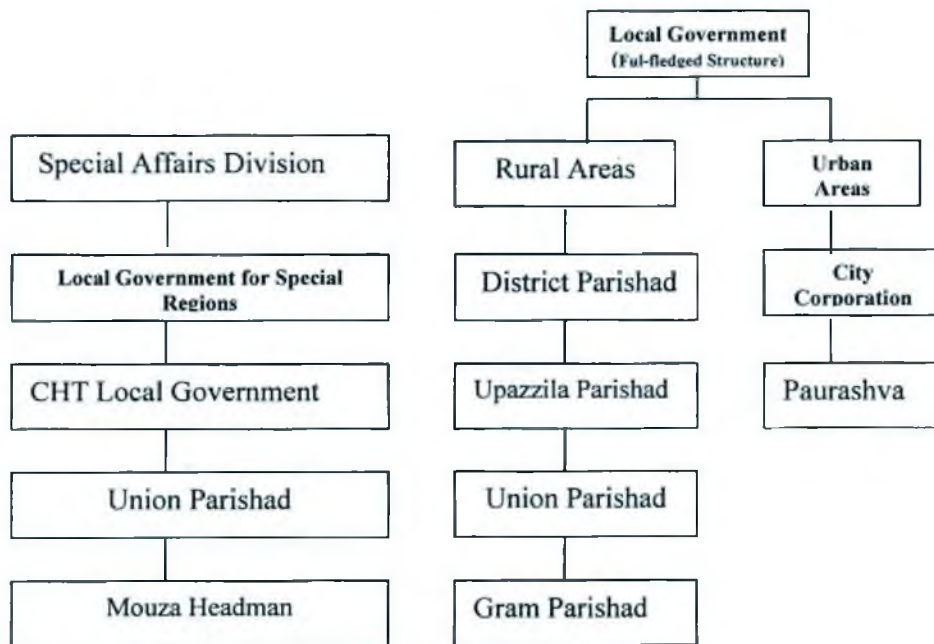 Local Government
(Ful-fledged Structure)
Special Affairs Division
Rural Areas
Urban
Areas
Local Government for Special
Regions
District Parishad
City
Corporation
CHT Local Government
Upazzila Parishad
Paurashva
Union Parishad
Union Parishad
Mouza Headman
Gram Parishad